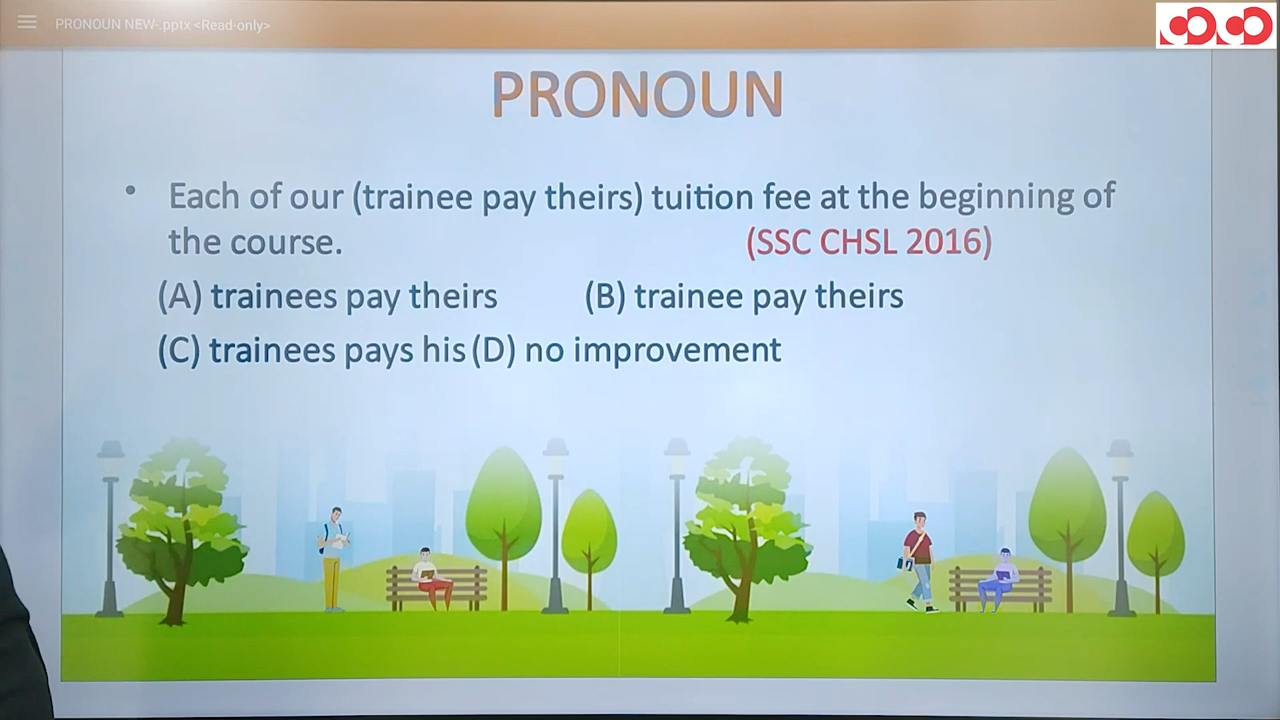 PRONOUN NEW-.pptx <Read-only>
PRONOUN
• Each of our (trainee pay theirs) tuition fee at the beginning of
the course. (SSC CHSL 2016)
(A) trainees pay theirs (B) trainee pay theirs
(C) trainees pays his (D) no improvement